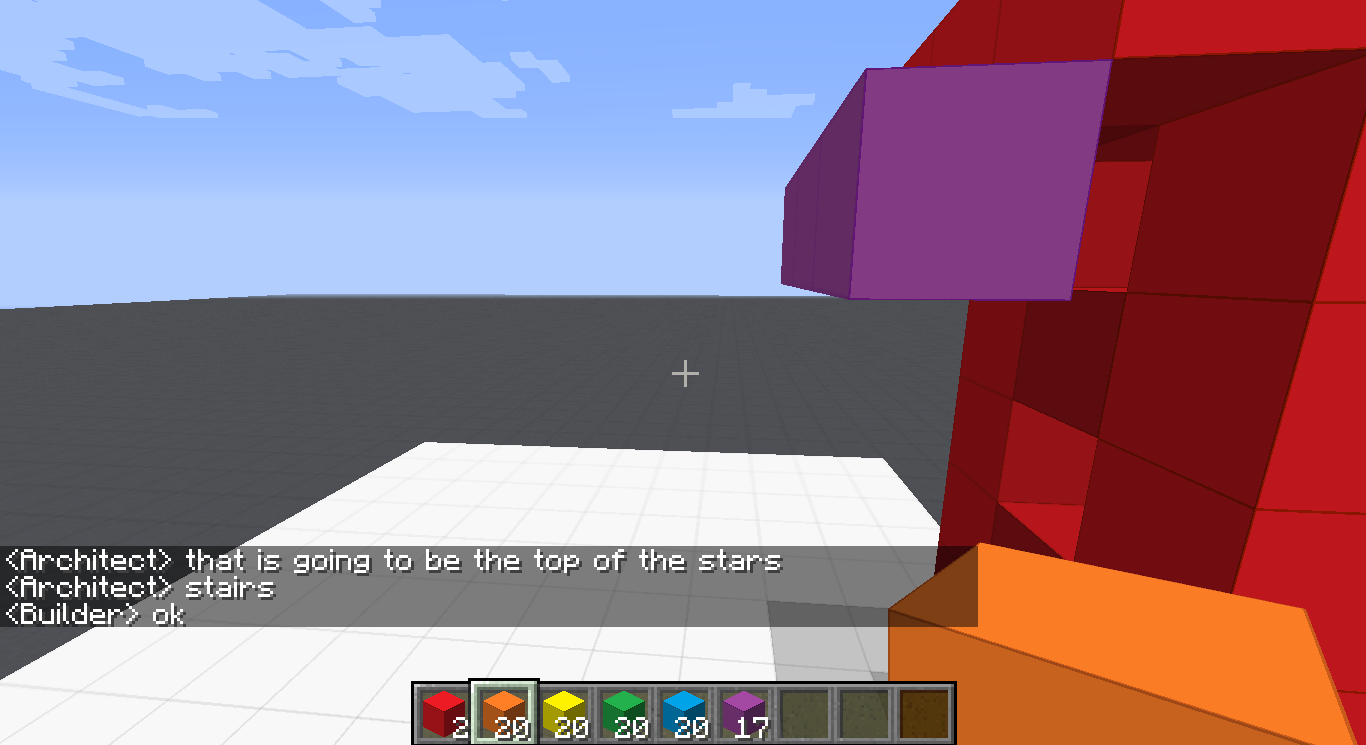 <Architect> that is going to be the top of the stars
<Architect> stairs
<Builder> ok
2 20 20 20 20 17